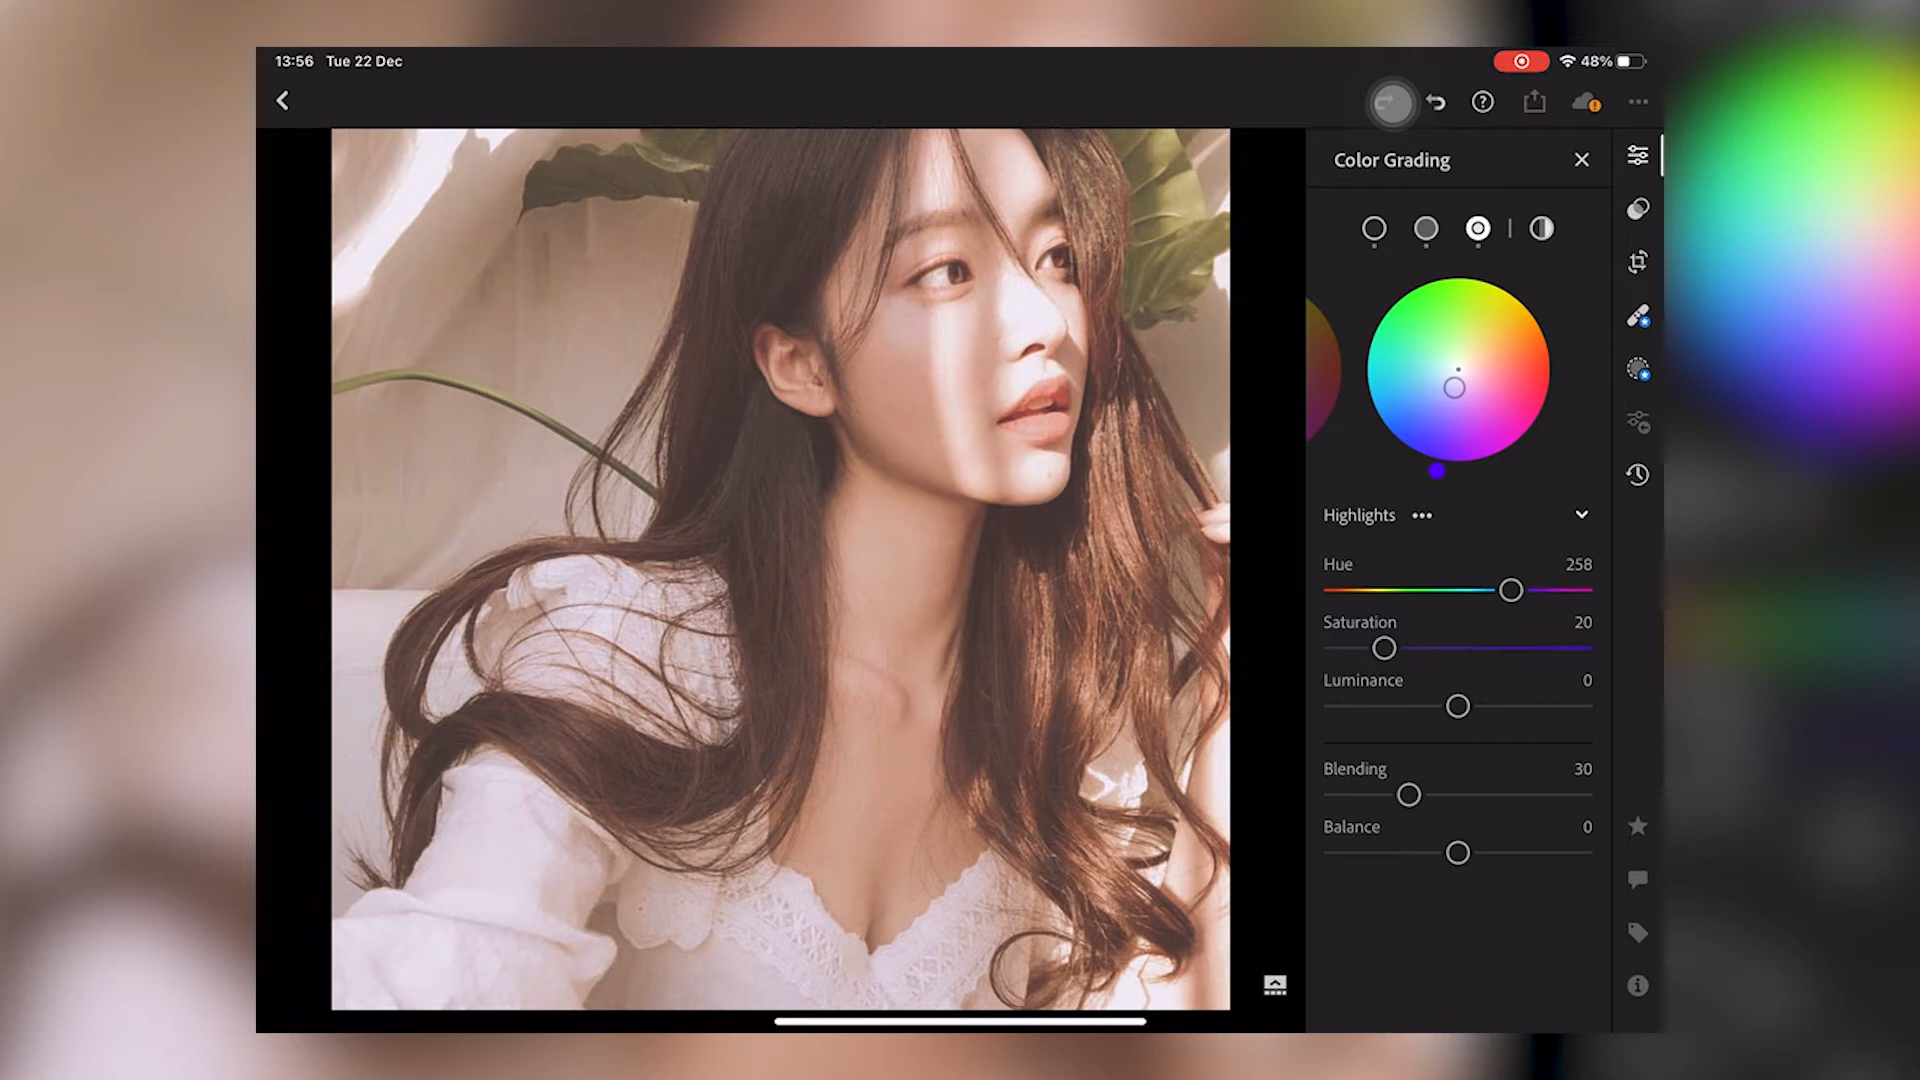 13:56 Tue 22 Dec
48%
Color Grading
Highlights
Hue 258
Saturation 20
Luminance 0
Blending 30
Balance 0